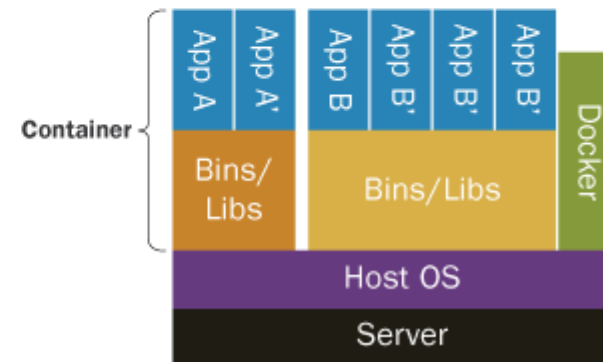 Container
App A
App A'
App B
App B'
App B'
App B'
Docker
Bins/
Libs
Bins/Libs
Host OS
Server